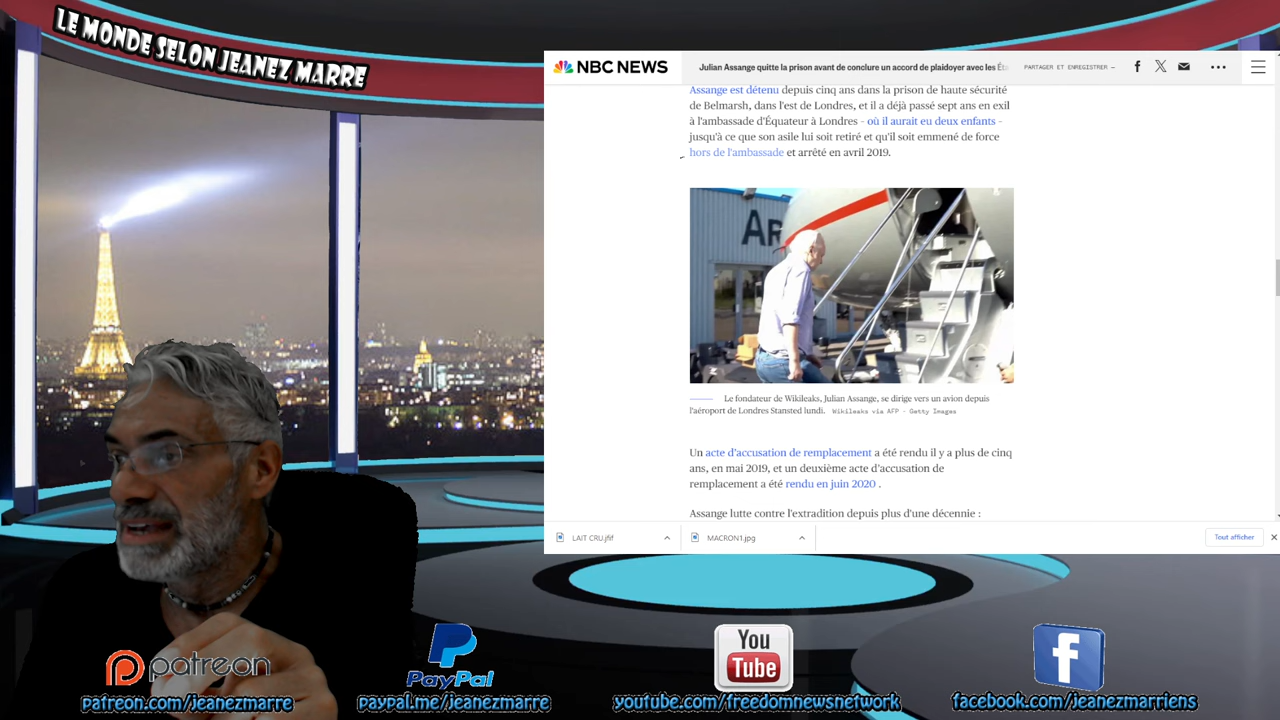 LE MONDE SELON JEANEZ MARRE
NBC NEWS
Julian Assange quitte la prison avant de conclure un accord de plaidoyer avec les
PARTAGER ET ENREGISTRER —
Assange est détenu depuis cinq ans dans la prison de haute sécurité
de Belmarsh, dans l'est de Londres, et il a déjà passé sept ans en exil
à l'ambassade d'Équateur à Londres – où il aurait eu deux enfants –
jusqu'à ce que son asile lui soit retiré et qu'il soit emmené de force
hors de l'ambassade et arrêté en avril 2019.
Le fondateur de Wikileaks, Julian Assange, se dirige vers un avion depuis
l'aéroport de Londres Stansted lundi. Wikileaks via AFP - Getty Images
Un acte d'accusation de remplacement a été rendu il y a plus de cinq
ans, en mai 2019, et un deuxième acte d'accusation de
remplacement a été rendu en juin 2020 .
Assange lutte contre l'extradition depuis plus d'une décennie :
LAIT CRU.jfif
MACRON1.jpg
Tout afficher
patreon
PayPal
You
Tube
patreon.com/jeanezmarre
paypal.me/jeanezmarre
youtube.com/freedomnewsnetwork
facebook.com/jeanezmarriens